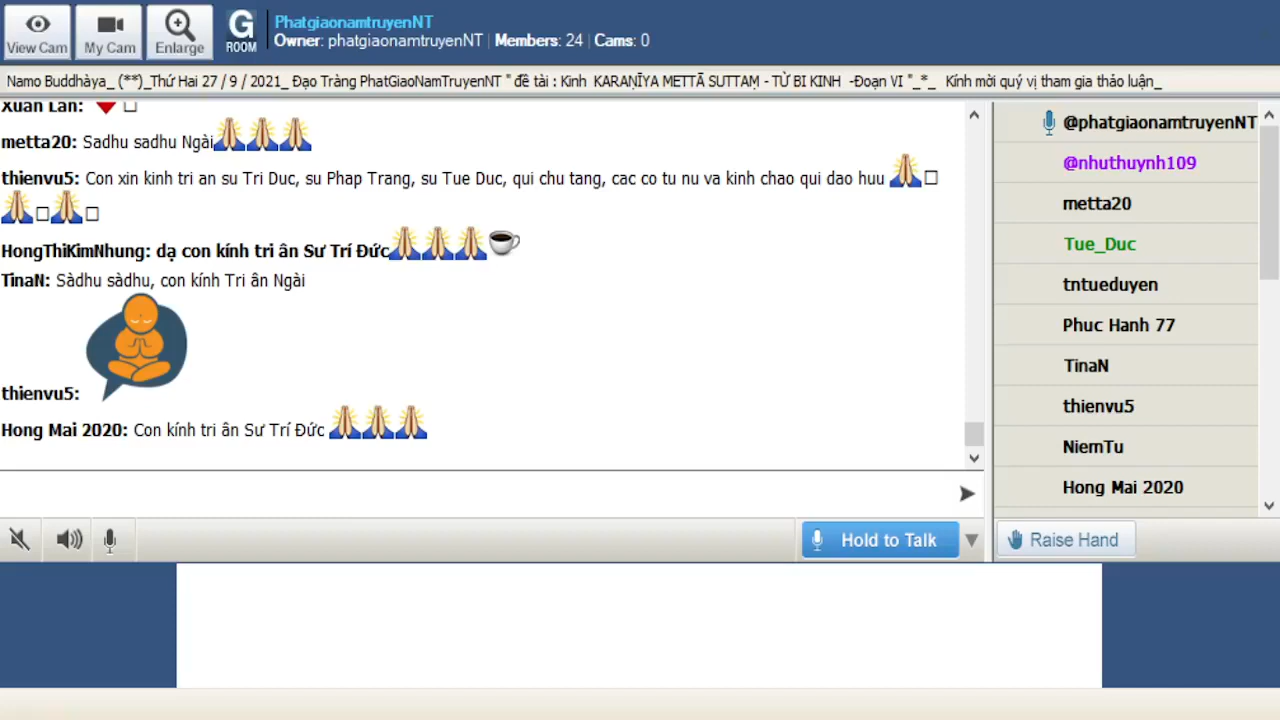 View Cam
My Cam
Enlarge
G
ROOM
PhatgiaonamtruyenNT
Owner: phatgiaonamtruyenNT | Members: 24 | Cams: 0
Namo Buddhàya_ (**)_Thứ Hai 27 / 9 / 2021_ Đạo Tràng PhatGiaoNamTruyenNT " đề tài : Kinh KARAṆĪYA METTĀ SUTTAṂ - TỪ BI KINH -Đoạn VI "_*_ Kính mời quý vị tham gia thảo luận_
Xuan Lan:
metta20: Sadhu sadhu Ngài
thienvu5: Con xin kinh tri an su Tri Duc, su Phap Trang, su Tue Duc, qui chu tang, cac co tu nu va kinh chao qui dao huu
HongThiKimNhung: dạ con kính tri ân Sư Trí Đức
TinaN: Sàdhu sàdhu, con kính Tri ân Ngài
thienvu5:
Hong Mai 2020: Con kính tri ân Sư Trí Đức
Hold to Talk
@phatgiaonamtruyenNT
@nhuthuynh109
metta20
Tue_Duc
tntueduyen
Phuc Hanh 77
TinaN
thienvu5
NiemTu
Hong Mai 2020
Raise Hand